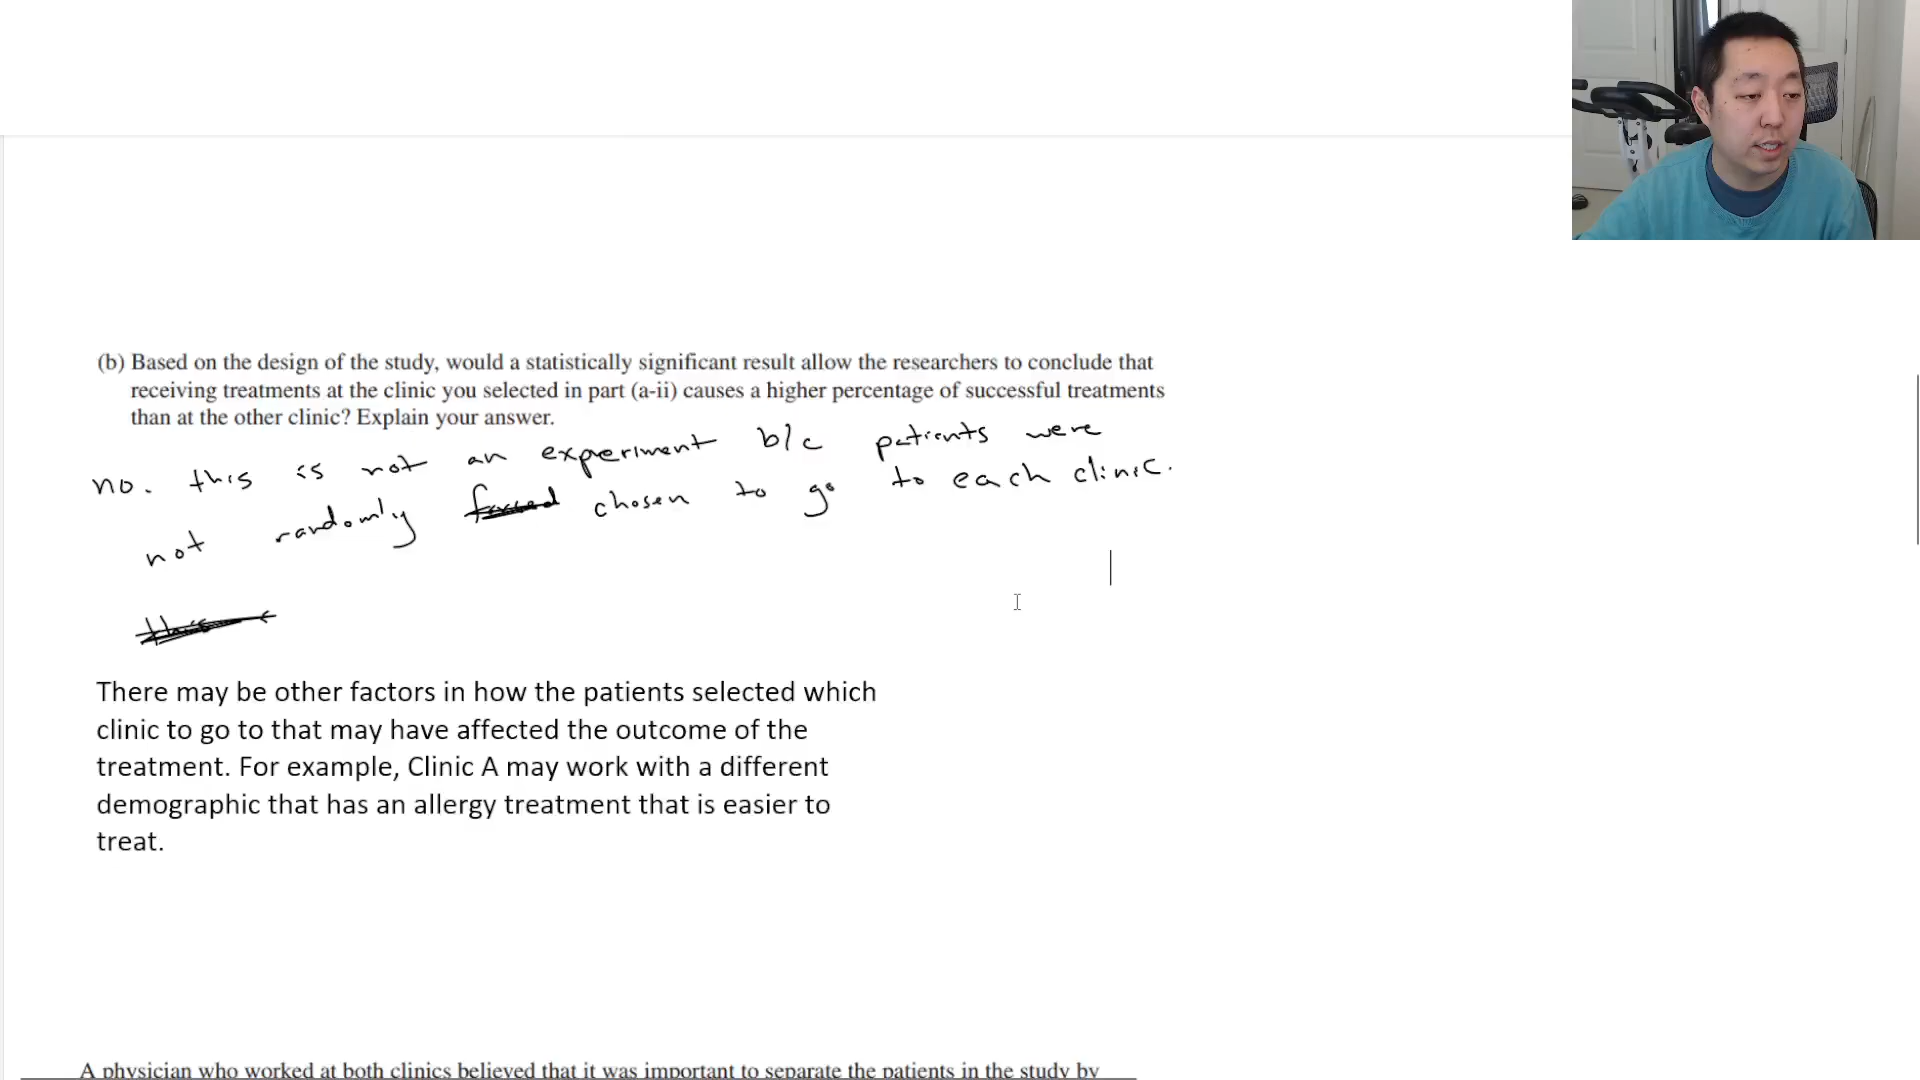 (b) Based on the design of the study, would a statistically significant result allow the researchers to conclude that
receiving treatments at the clinic you selected in part (a-ii) causes a higher percentage of successful treatments
than at the other clinic? Explain your answer.
no. this is not an experiment b/c patients were
not randomly forced chosen to go to each clinic.
There may be other factors in how the patients selected which
clinic to go to that may have affected the outcome of the
treatment. For example, Clinic A may work with a different
demographic that has an allergy treatment that is easier to
treat.
A physician who worked at both clinics believed that it was important to separate the patients in the study by